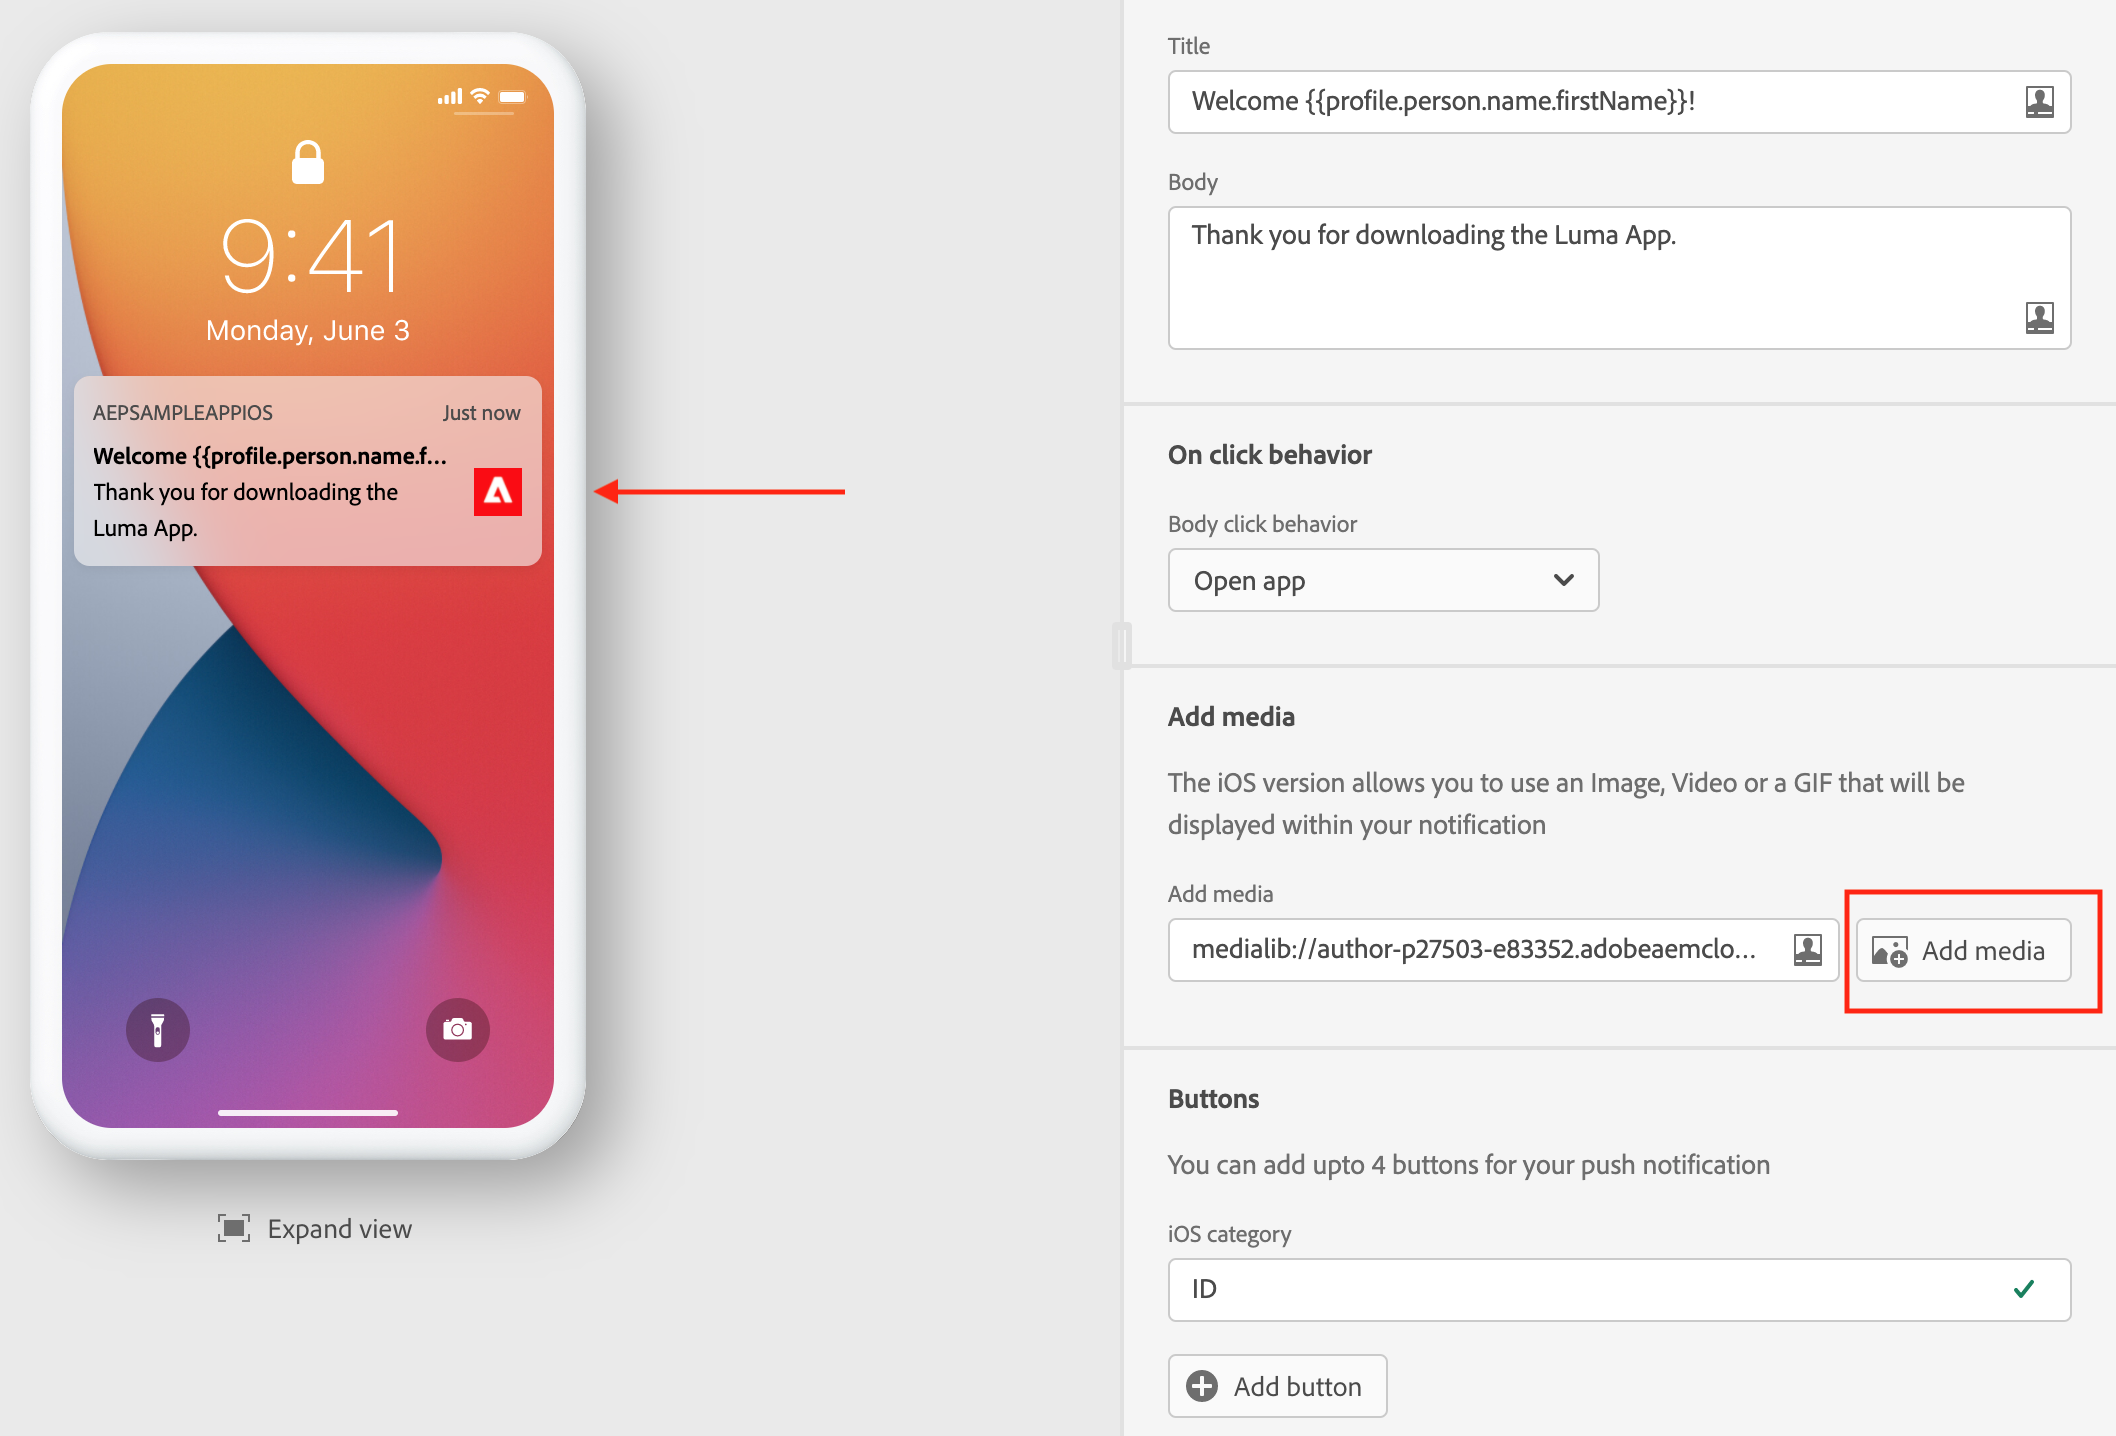 9:41
Monday, June 3
AEPSAMPLEAPPIOS
Just now
Welcome {{profile.person.name.f...
Thank you for downloading the
Luma App.
Expand view
Title
Welcome {{profile.person.name.firstName}}!
Body
Thank you for downloading the Luma App.
On click behavior
Body click behavior
Open app
Add media
The iOS version allows you to use an Image, Video or a GIF that will be
displayed within your notification
Add media
medialib://author-p27503-e83352.adobeaemclo...
Add media
Buttons
You can add upto 4 buttons for your push notification
iOS category
ID
Add button